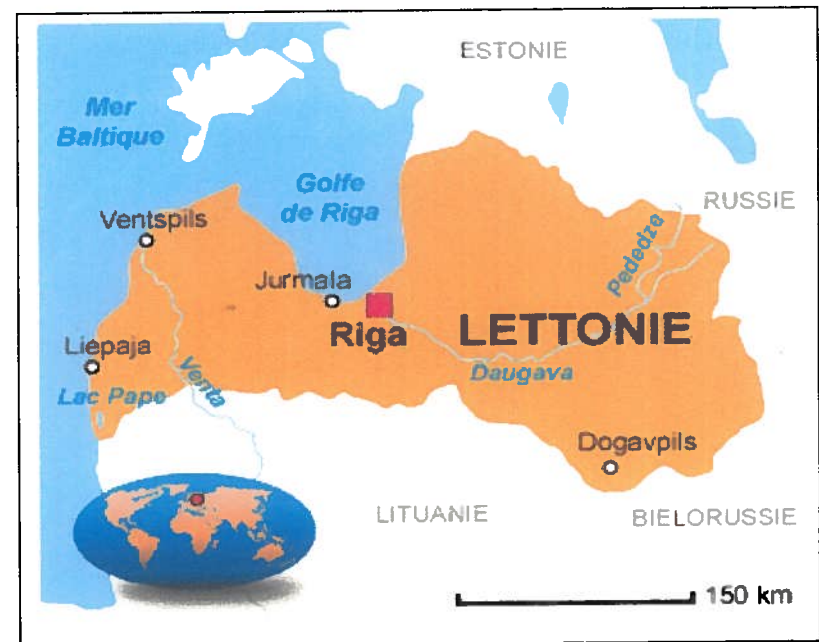 ESTONIE
Mer
Baltique
Golfe
de Riga
RUSSIE
Ventspils
Pededze
Jurmala
Riga
LETTONIE
Liepaja
Venta
Daugava
Lac Pape
Dogavpils
LITUANIE
BIELORUSSIE
150 km